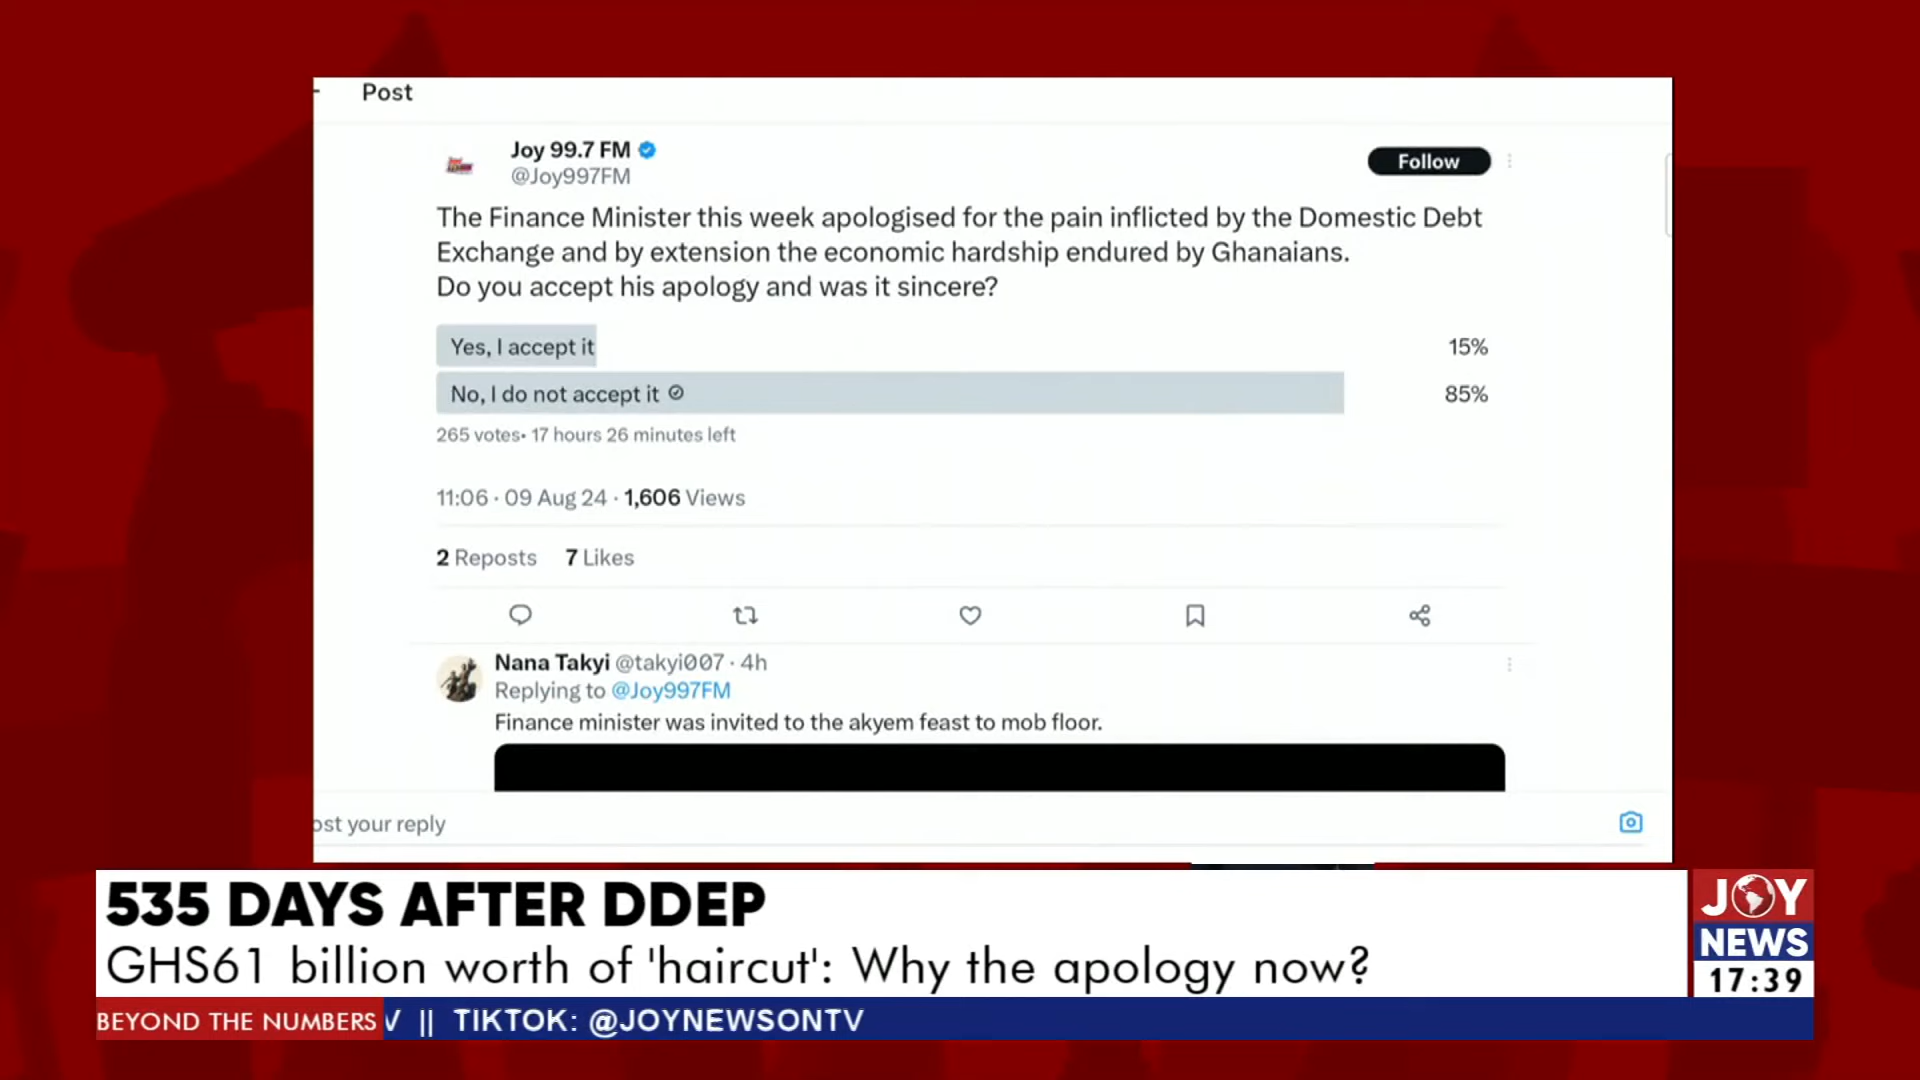 Post
Joy 99.7 FM
@Joy997FM
Follow
The Finance Minister this week apologised for the pain inflicted by the Domestic Debt
Exchange and by extension the economic hardship endured by Ghanaians.
Do you accept his apology and was it sincere?
Yes, I accept it 15%
No, I do not accept it 85%
265 votes• 17 hours 26 minutes left
11:06 · 09 Aug 24 · 1,606 Views
2 Reposts 7 Likes
Nana Takyi @takyi007 · 4h
Replying to @Joy997FM
Finance minister was invited to the akyem feast to mob floor.
ost your reply
535 DAYS AFTER DDEP
GHS61 billion worth of 'haircut': Why the apology now?
JOY
NEWS
17:39
BEYOND THE NUMBERS
V || TIKTOK: @JOYNEWSONTV